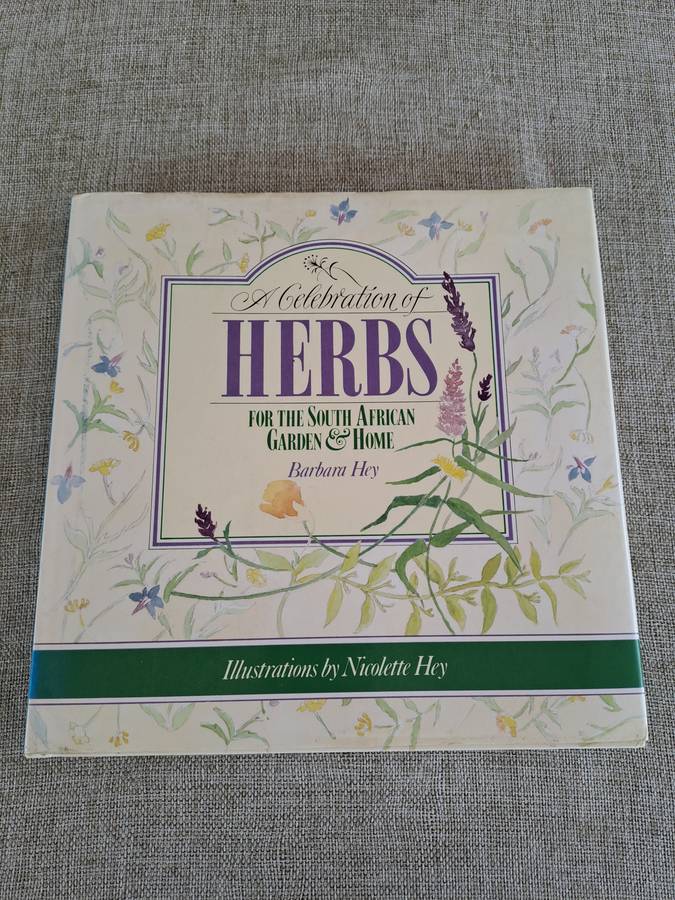 A Celebration of
HERBS
FOR THE SOUTH AFRICAN
GARDEN & HOME
Barbara Hey
Illustrations by Nicolette Hey